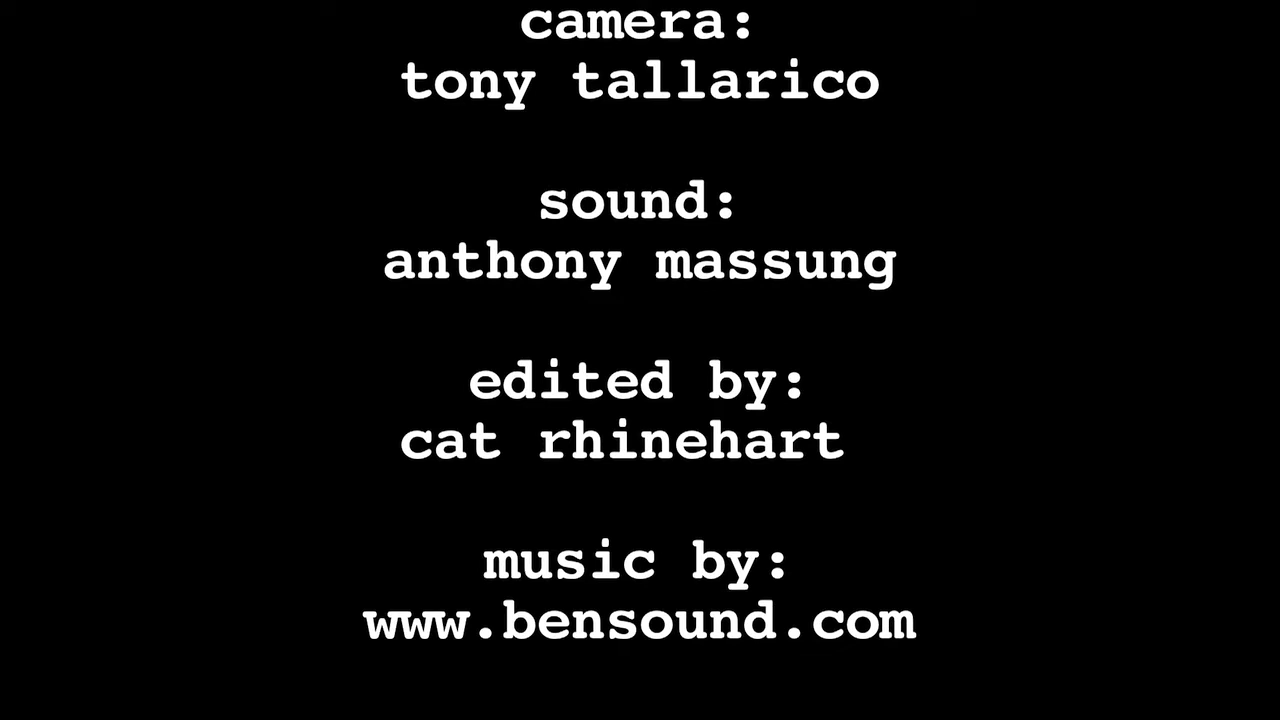 camera:
tony tallarico
sound:
anthony massung
edited by:
cat rhinehart
music by:
www.bensound.com